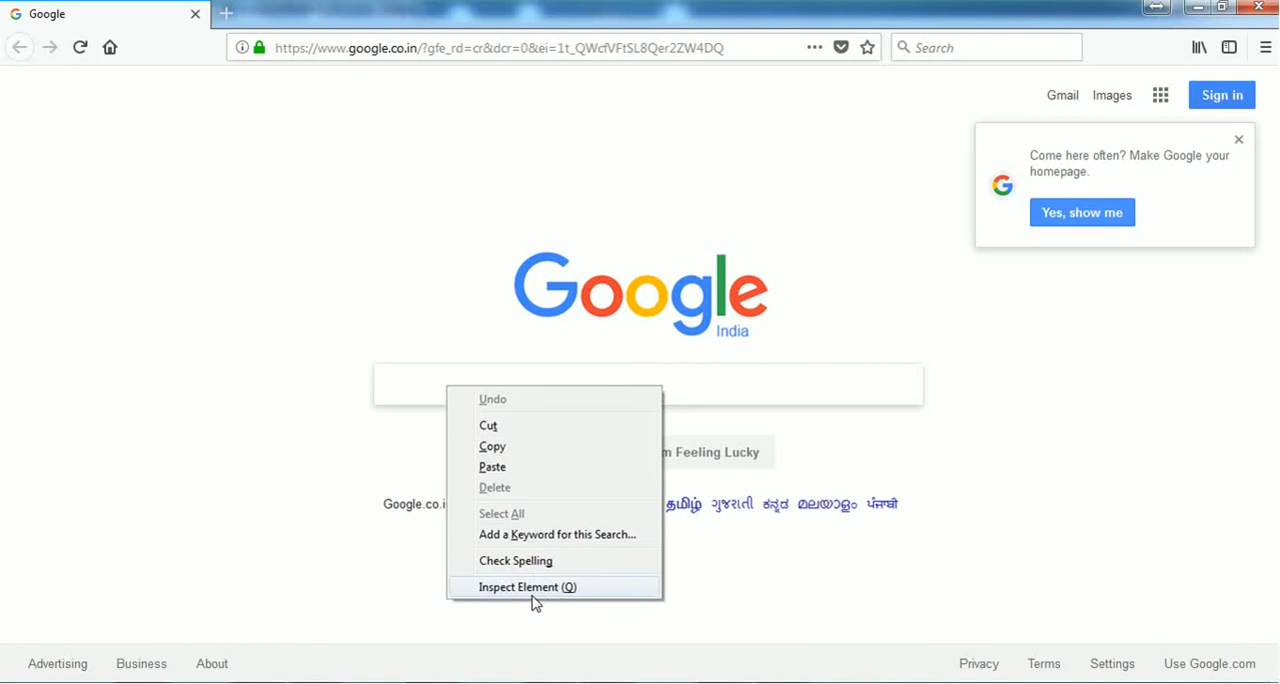 Google
https://www.google.co.in/?gfe_rd=cr&dcr=0&ei=1t_QWcfVFtSL8Qer2ZW4DQ
Search
Gmail Images Sign in
Come here often? Make Google your
homepage.
Yes, show me
Google
India
Undo
Cut
Copy
Paste
Delete
Select All
Add a Keyword for this Search...
Check Spelling
Inspect Element (Q)
m Feeling Lucky
Google.co.i தமிழ் ગુજરાતી ಕನ್ನಡ മലയാളം ਪੰਜਾਬੀ
Advertising Business About Privacy Terms Settings Use Google.com